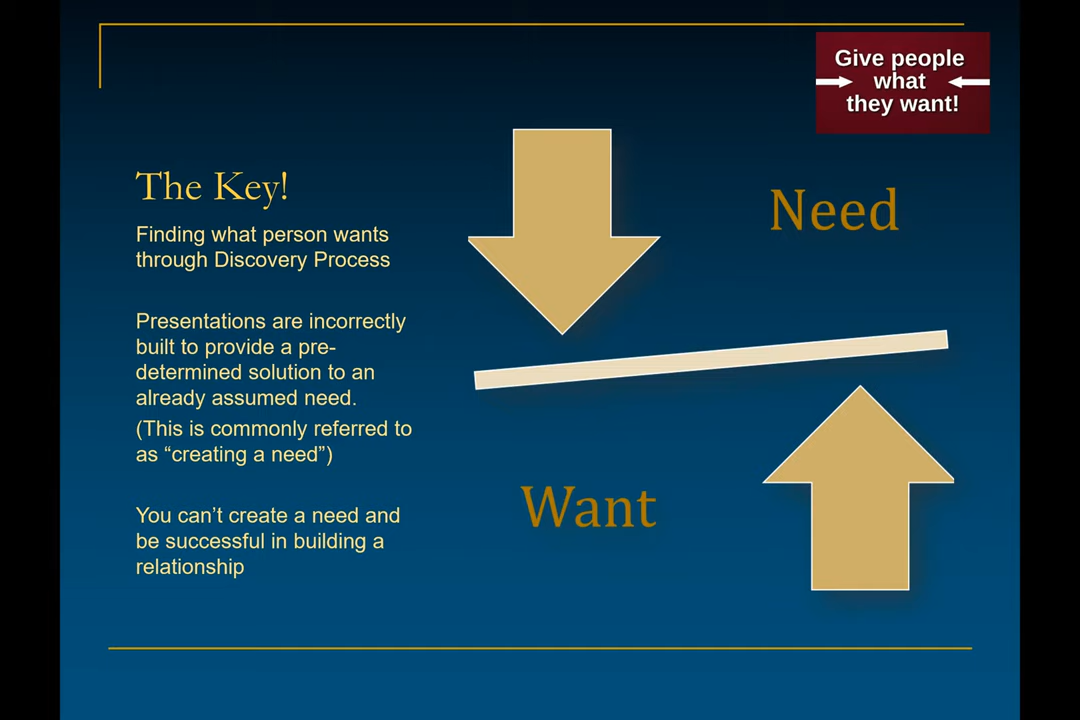 Give people
what
they want!
The Key!
Finding what person wants
through Discovery Process
Presentations are incorrectly
built to provide a pre-
determined solution to an
already assumed need.
(This is commonly referred to
as “creating a need”)
You can’t create a need and
be successful in building a
relationship
Need
Want